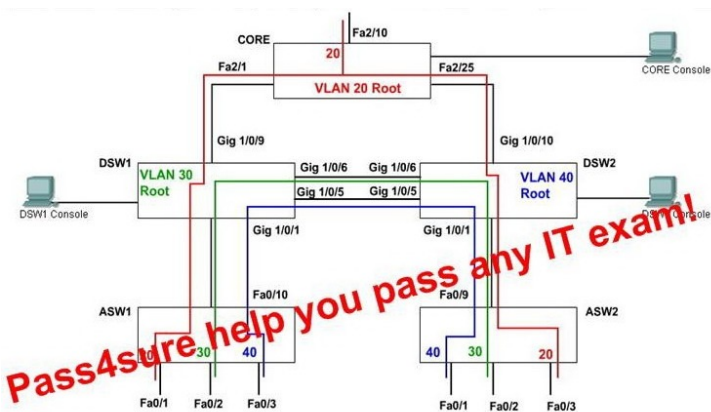 Fa2/10
CORE
20
Fa2/1
Fa2/25
CORE Console
VLAN 20 Root
Gig 1/0/9
Gig 1/0/10
DSW1
Gig 1/0/6
Gig 1/0/6
DSW2
VLAN 30
Root
VLAN 40
Root
Gig 1/0/5
Gig 1/0/5
DSW1 Console
Console
Gig 1/0/1
Gig 1/0/1
Pass4sure help you pass any IT exam!
ASW1
Fa0/10
Fa0/9
ASW2
20
30
40
40
30
20
Fa0/1
Fa0/2
Fa0/3
Fa0/1
Fa0/2
Fa0/3